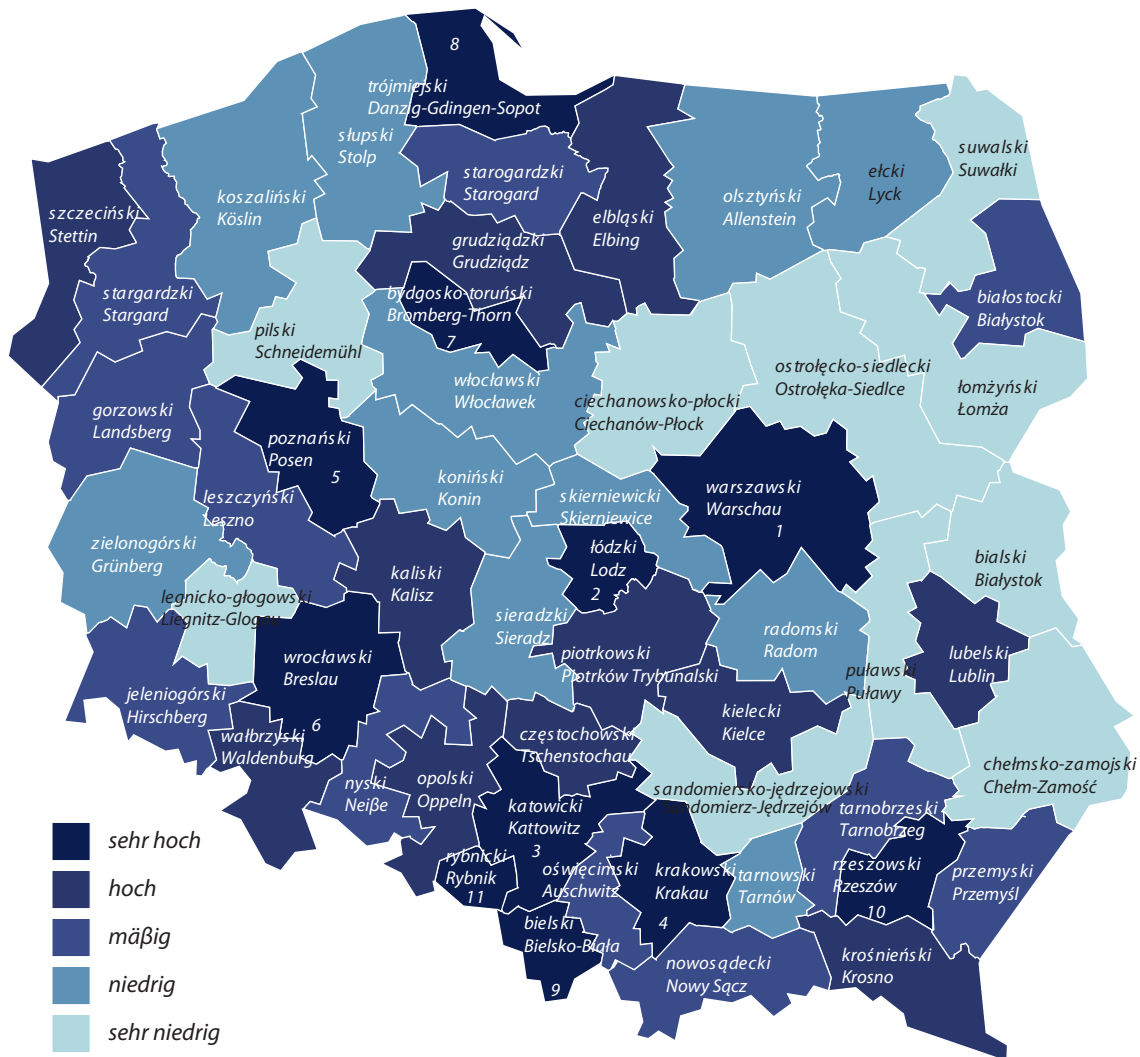 8
trójmiejski
Danzig-Gdingen-Sopot
słupski
Stolp
koszaliński
Köslin
starogardzki
Starogard
szczeciński
Stettin
stargardzki
Stargard
elbląski
Elbing
olsztyński
Allenstein
ełcki
Lyck
suwalski
Suwałki
grudziądzki
Grudziądz
bydgosko-toruński
Bromberg-Thorn
7
białostocki
Białystok
pilski
Schneidemühl
włocławski
Włocławek
ciechanowsko-płocki
Ciechanów-Płock
ostrołęcko-siedlecki
Ostrołęka-Siedlce
łomżyński
Łomża
gorzowski
Landsberg
poznański
Posen
5
koniński
Konin
leszczyński
Leszno
skierniewicki
Skierniewice
warszawski
Warschau
1
zielonogórski
Grünberg
łódzki
Lodz
2
bialski
Białystok
kaliski
Kalisz
legnicko-głogowski
Liegnitz-Glogau
sieradzki
Sieradz
radomski
Radom
piotrkowski
Piotrków Trybunalski
puławski
Puławy
lubelski
Lublin
wrocławski
Breslau
6
jeleniogórski
Hirschberg
wałbrzyski
Waldenburg
kielecki
Kielce
częstochowski
Tschenstochau
nyski
Neiße
opolski
Oppeln
chełmsko-zamojski
Chełm-Zamość
sandomiersko-jędrzejowski
Sandomierz-Jędrzejów
katowicki
Kattowitz
3
tarnobrzeski
Tarnobrzeg
rybnicki
Rybnik
11
oświęcimski
Auschwitz
krakowski
Krakau
4
tarnowski
Tarnów
rzeszowski
Rzeszów
10
przemyski
Przemyśl
bielski
Bielsko-Biała
9
nowosądecki
Nowy Sącz
krośnieński
Krosno
sehr hoch
hoch
mäßig
niedrig
sehr niedrig